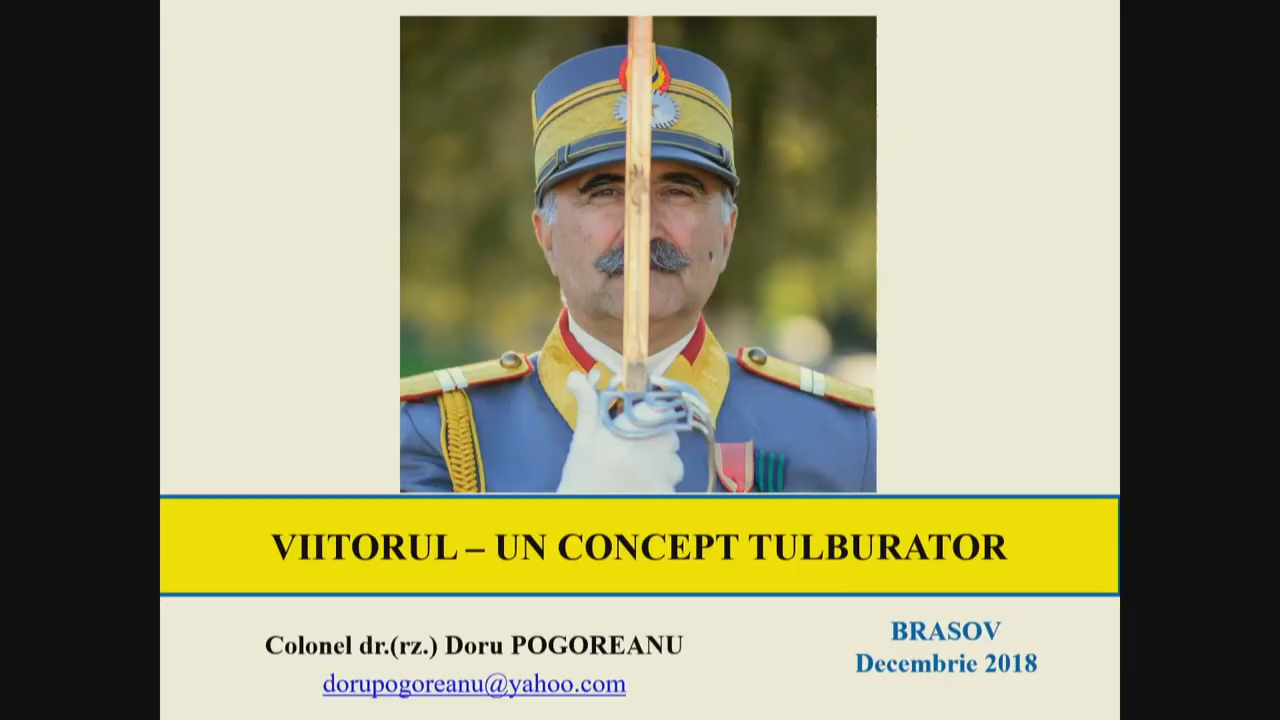 VIITORUL – UN CONCEPT TULBURATOR
Colonel dr.(rz.) Doru POGOREANU
dorupogoreanu@yahoo.com
BRASOV
Decembrie 2018